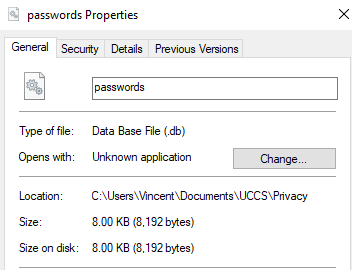 passwords Properties
General Security Details Previous Versions
passwords
Type of file: Data Base File (.db)
Opens with: Unknown application Change...
Location: C:\Users\Vincent\Documents\UCCS\Privacy
Size: 8.00 KB (8,192 bytes)
Size on disk: 8.00 KB (8,192 bytes)